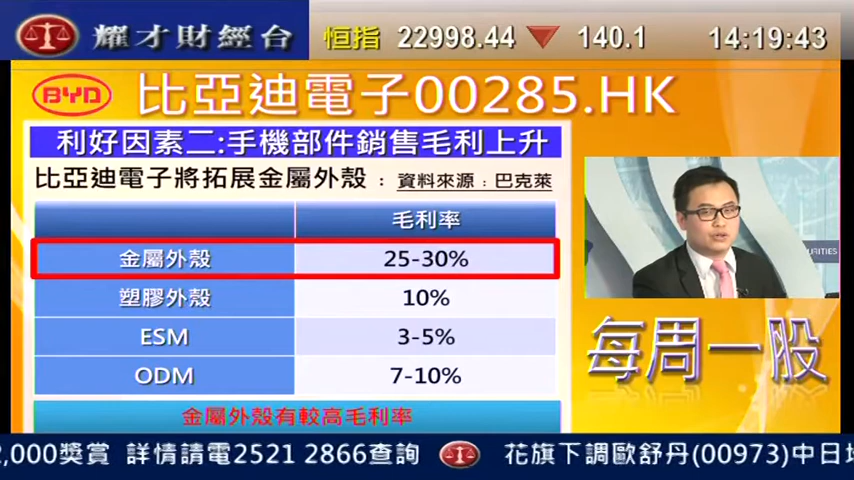 耀才財經台
恒指 22998.44 ▼ 140.1 14:19:43
BYD 比亞迪電子00285.HK
利好因素二:手機部件銷售毛利上升
比亞迪電子將拓展金屬外殼 : 資料來源 : 巴克萊
毛利率
金屬外殼 25-30%
塑膠外殼 10%
ESM 3-5%
ODM 7-10%
金屬外殼有較高毛利率
URITIES
每周一股
2,000獎賞 詳情請電2521 2866查詢 花旗下調歐舒丹(00973)中日